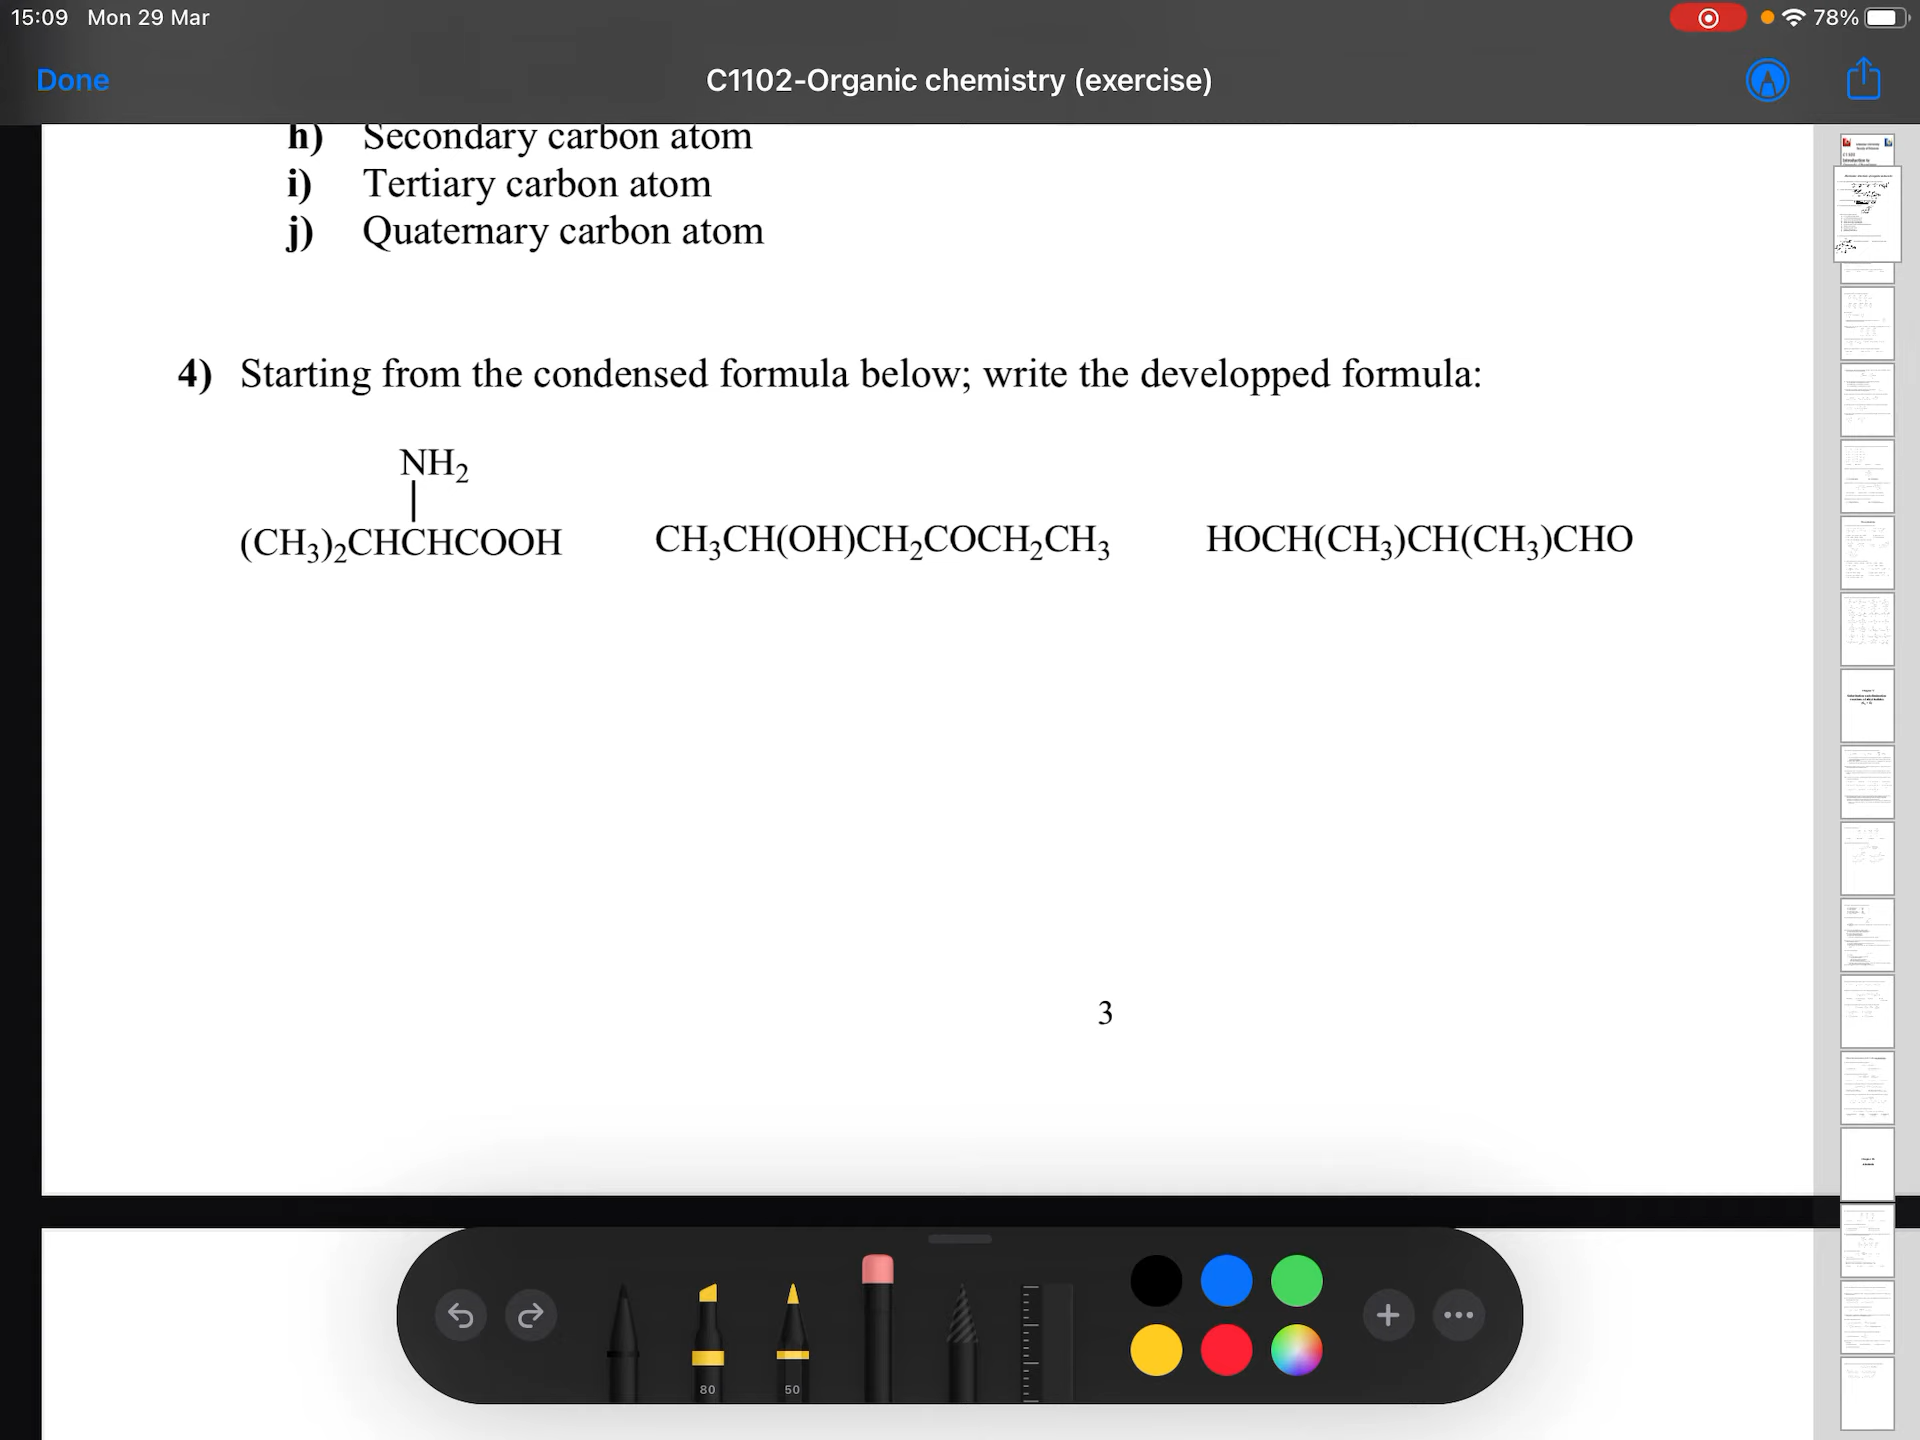 15:09 Mon 29 Mar 78%
Done C1102-Organic chemistry (exercise)
h) Secondary carbon atom
i) Tertiary carbon atom
j) Quaternary carbon atom
4) Starting from the condensed formula below; write the developped formula:
NH₂
(CH₃)₂CHCHCOOH CH₃CH(OH)CH₂COCH₂CH₃ HOCH(CH₃)CH(CH₃)CHO
3
80 50